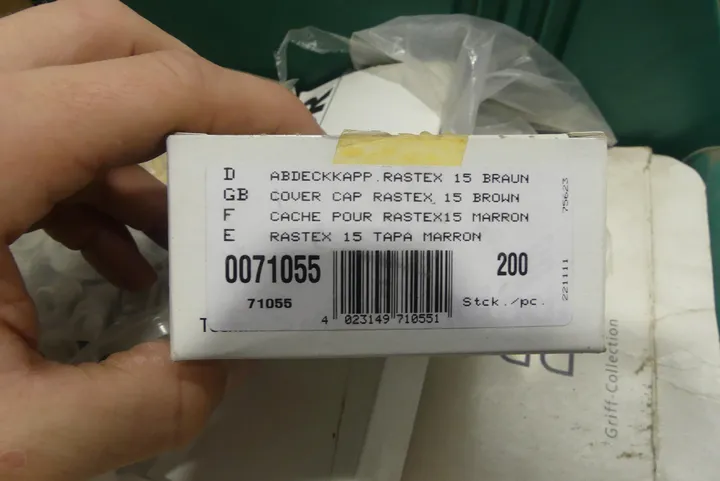 D ABDECKKAPP.RASTEX 15 BRAUN
GB COVER CAP RASTEX 15 BROWN
F CACHE POUR RASTEX15 MARRON
E RASTEX 15 TAPA MARRON
0071055
200
71055
Stck./pc.
4 023149 710551
75623
221111
Griff-Collection